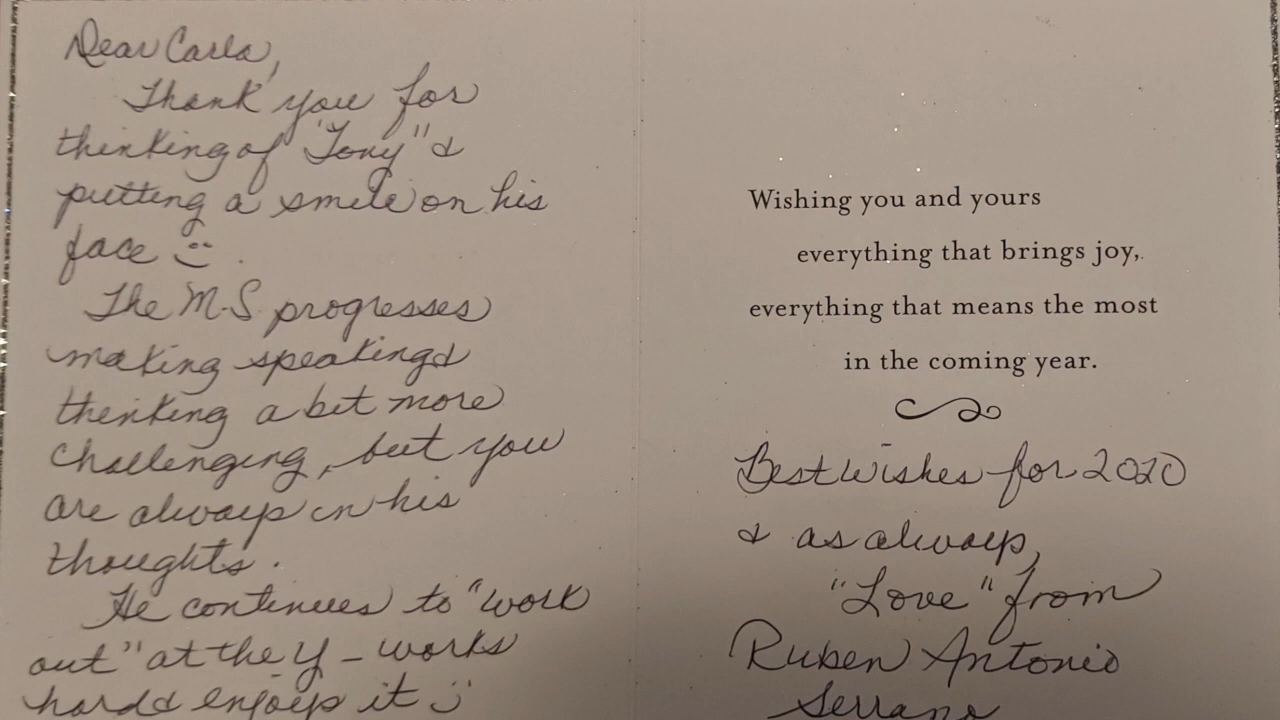 Dear Carla,
Thank you for
thinking of "Tony" &
putting a smile on his
face :) .
The M.S. progresses
making speaking &
thinking a bit more
challenging, but you
are always in his
thoughts.
He continues to "work
out" at the Y - works
hard & enjoys it :)
Wishing you and yours
everything that brings joy,
everything that means the most
in the coming year.
Best Wishes for 2020
& as always,
"Love" from
Ruben Antonio
Serrano